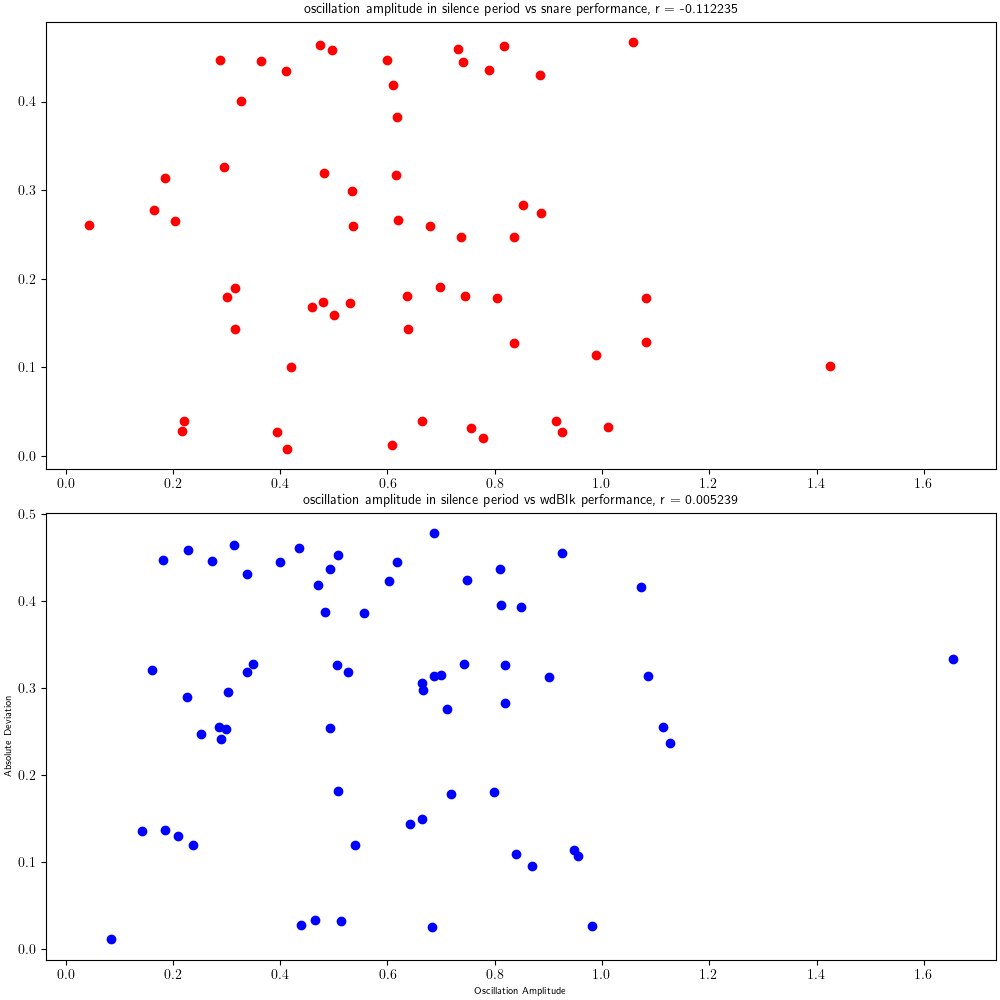 oscillation amplitude in silence period vs snare performance, r = -0.112235
0.4
0.3
0.2
0.1
0.0
0.0 0.2 0.4 0.6 0.8 1.0 1.2 1.4 1.6
oscillation amplitude in silence period vs wdBlk performance, r = 0.005239
0.5
0.4
0.3
0.2
0.1
0.0
Absolute Deviation
0.0 0.2 0.4 0.6 0.8 1.0 1.2 1.4 1.6
Oscillation Amplitude